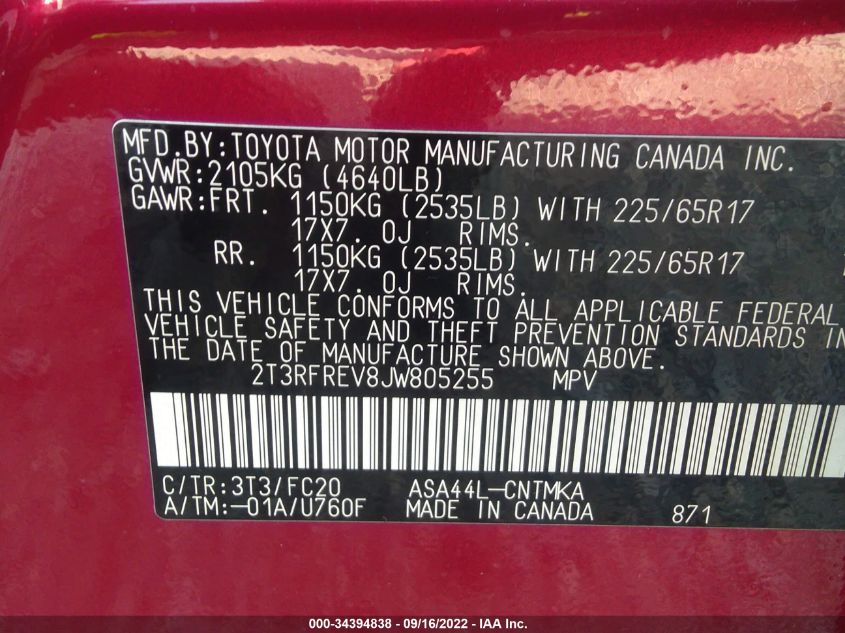 MFD.BY:TOYOTA MOTOR MANUFACTURING CANADA INC.
GVWR:2105KG (4640LB)
GAWR:FRT. 1150KG (2535LB) WITH 225/65R17
17X7. 0J RIMS.
RR. 1150KG (2535LB) WITH 225/65R17
17X7. 0J RIMS.
THIS VEHICLE CONFORMS TO ALL APPLICABLE FEDERAL
VEHICLE SAFETY AND THEFT PREVENTION STANDARDS IN
THE DATE OF MANUFACTURE SHOWN ABOVE.
2T3RFREV8JW805255 MPV
C/TR:3T3/FC20 ASA44L-CNTMKA
A/TM:-01A/U760F MADE IN CANADA 871
000-34394838 - 09/16/2022 - IAA Inc.